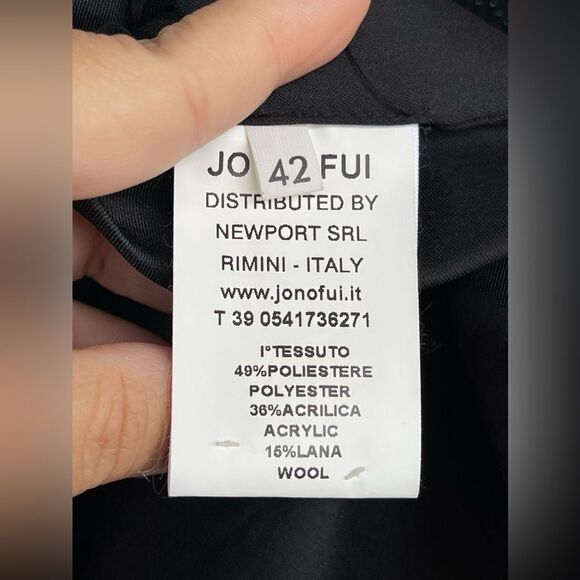 JO 42 FUI
DISTRIBUTED BY
NEWPORT SRL
RIMINI - ITALY
www.jonofui.it
T 39 0541736271
I°TESSUTO
49%POLIESTERE
POLYESTER
36%ACRILICA
ACRYLIC
15%LANA
WOOL